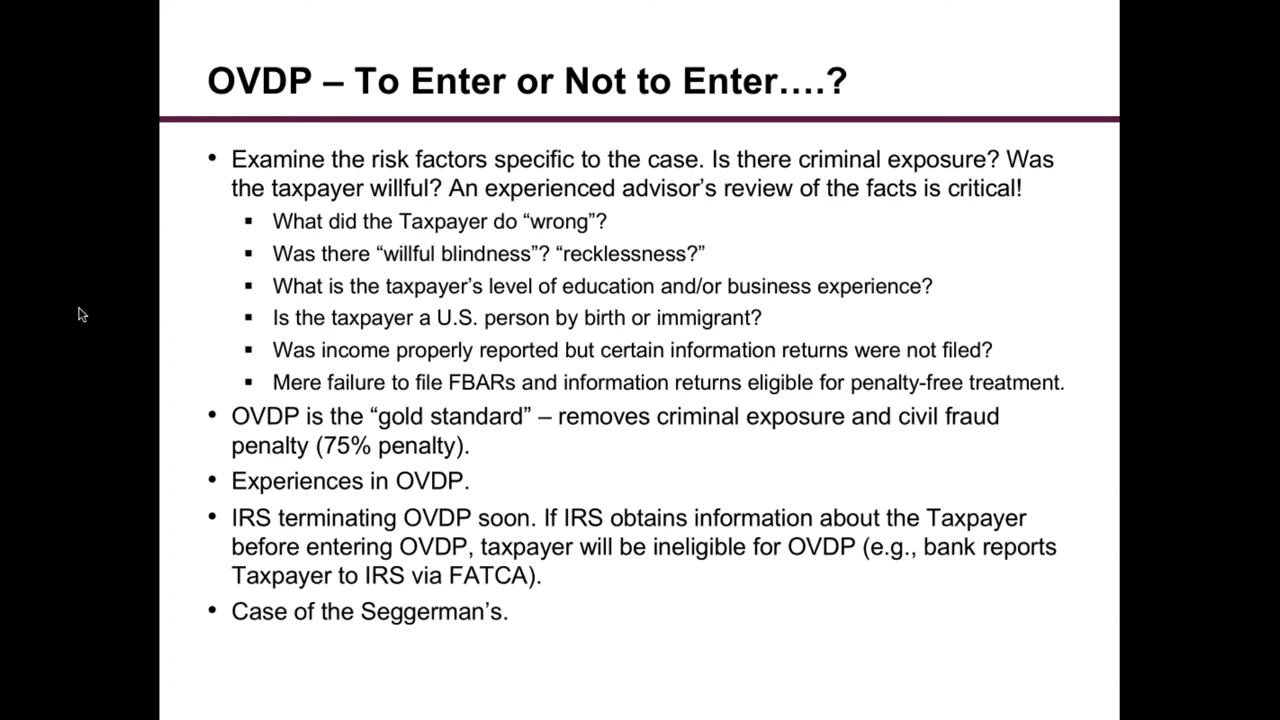 OVDP – To Enter or Not to Enter….?
• Examine the risk factors specific to the case. Is there criminal exposure? Was
the taxpayer willful? An experienced advisor’s review of the facts is critical!
▪ What did the Taxpayer do “wrong”?
▪ Was there “willful blindness”? “recklessness?”
▪ What is the taxpayer’s level of education and/or business experience?
▪ Is the taxpayer a U.S. person by birth or immigrant?
▪ Was income properly reported but certain information returns were not filed?
▪ Mere failure to file FBARs and information returns eligible for penalty-free treatment.
• OVDP is the “gold standard” – removes criminal exposure and civil fraud
penalty (75% penalty).
• Experiences in OVDP.
• IRS terminating OVDP soon. If IRS obtains information about the Taxpayer
before entering OVDP, taxpayer will be ineligible for OVDP (e.g., bank reports
Taxpayer to IRS via FATCA).
• Case of the Seggerman’s.